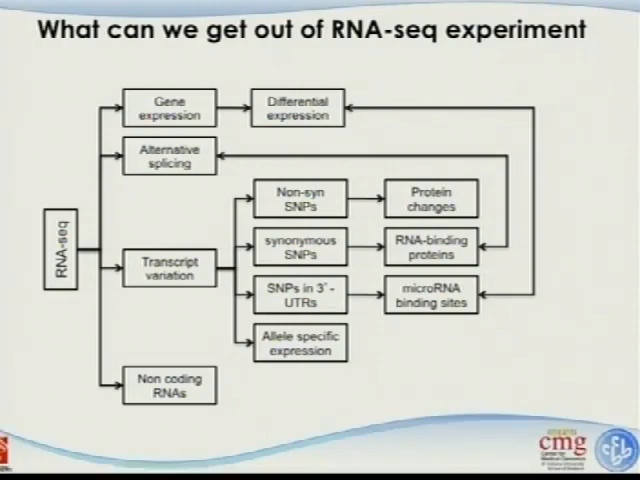 What can we get out of RNA-seq experiment
Gene
expression
Differential
expression
Alternative
splicing
Non-syn
SNPs
Protein
changes
RNA-seq
Transcript
variation
synonymous
SNPs
RNA-binding
proteins
SNPs in 3'-
UTRs
microRNA
binding sites
Allele specific
expression
Non coding
RNAs
cmg